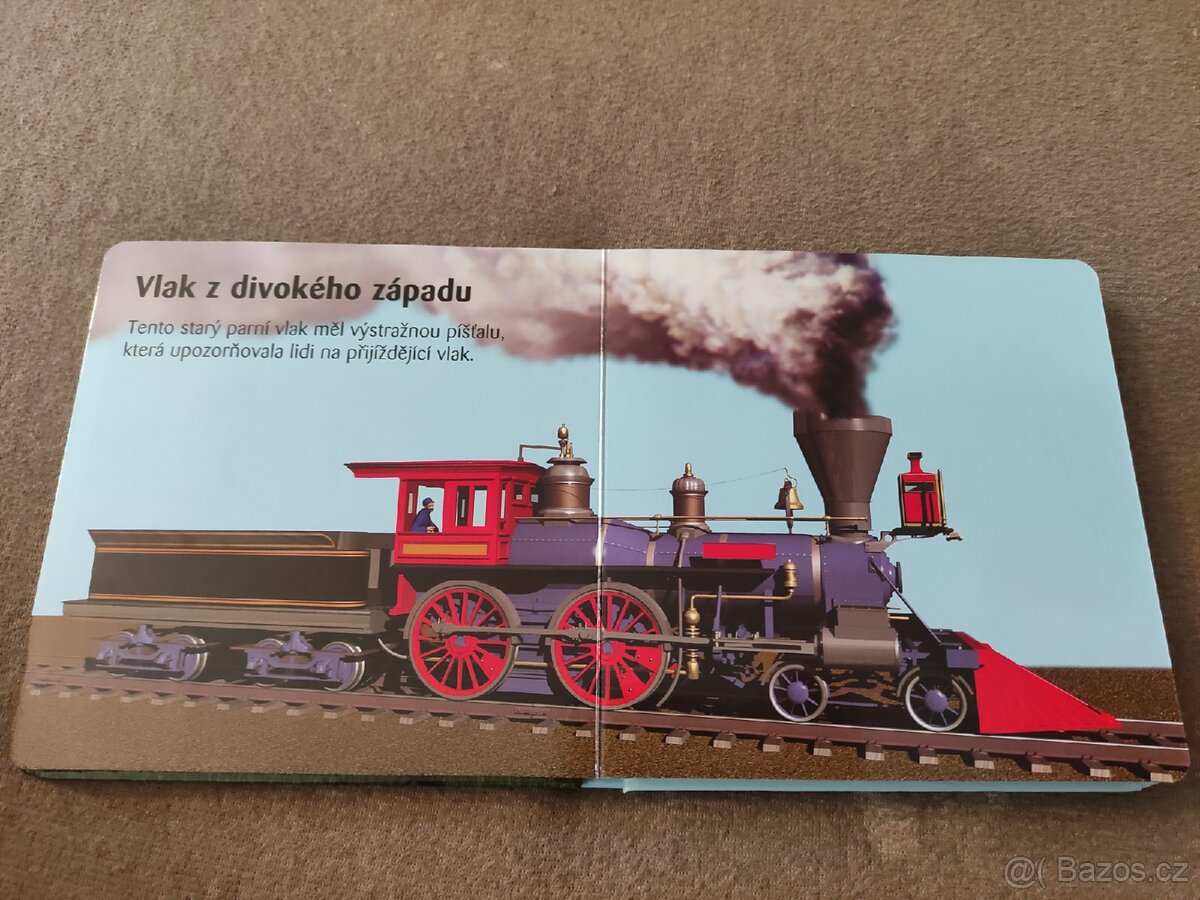 Vlak z divokého západu
Tento starý parní vlak měl výstražnou píšťalu,
která upozorňovala lidi na přijíždějící vlak.
@( Bazos.cz